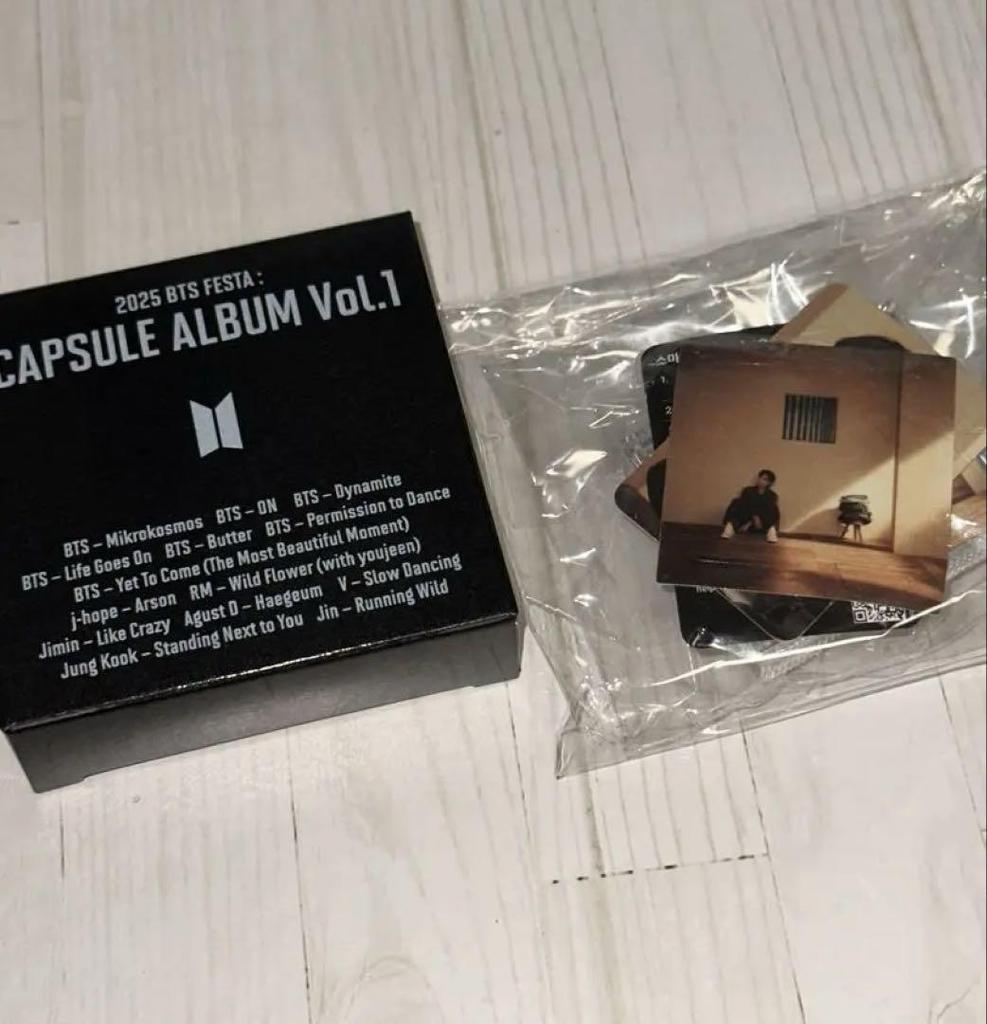 2025 BTS FESTA :
CAPSULE ALBUM Vol.1
BTS – Mikrokosmos BTS – ON BTS – Dynamite
BTS – Life Goes On BTS – Butter BTS – Permission to Dance
BTS – Yet To Come (The Most Beautiful Moment)
j-hope – Arson RM – Wild Flower (with youjeen)
Jimin – Like Crazy Agust D – Haegeum V – Slow Dancing
Jung Kook – Standing Next to You Jin – Running Wild
1.
2